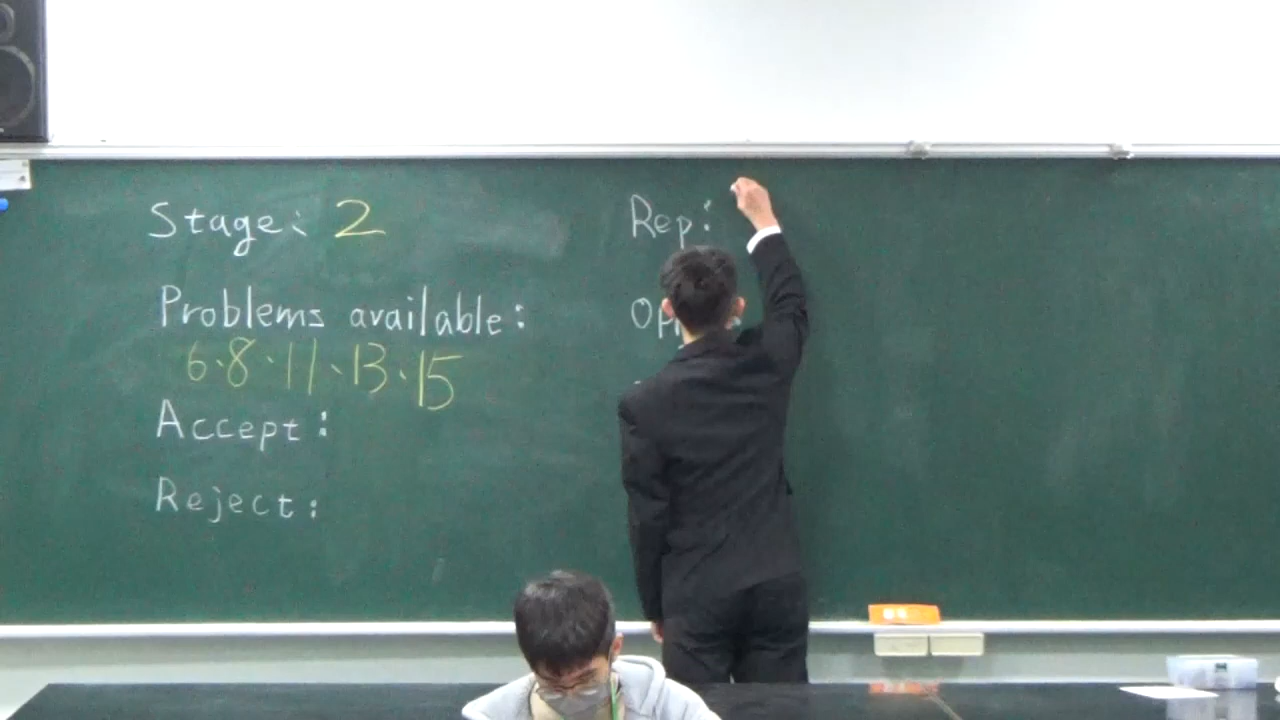 Stage: 2
Problems available:
6、8、11、13、15
Accept:
Reject:
Rep: